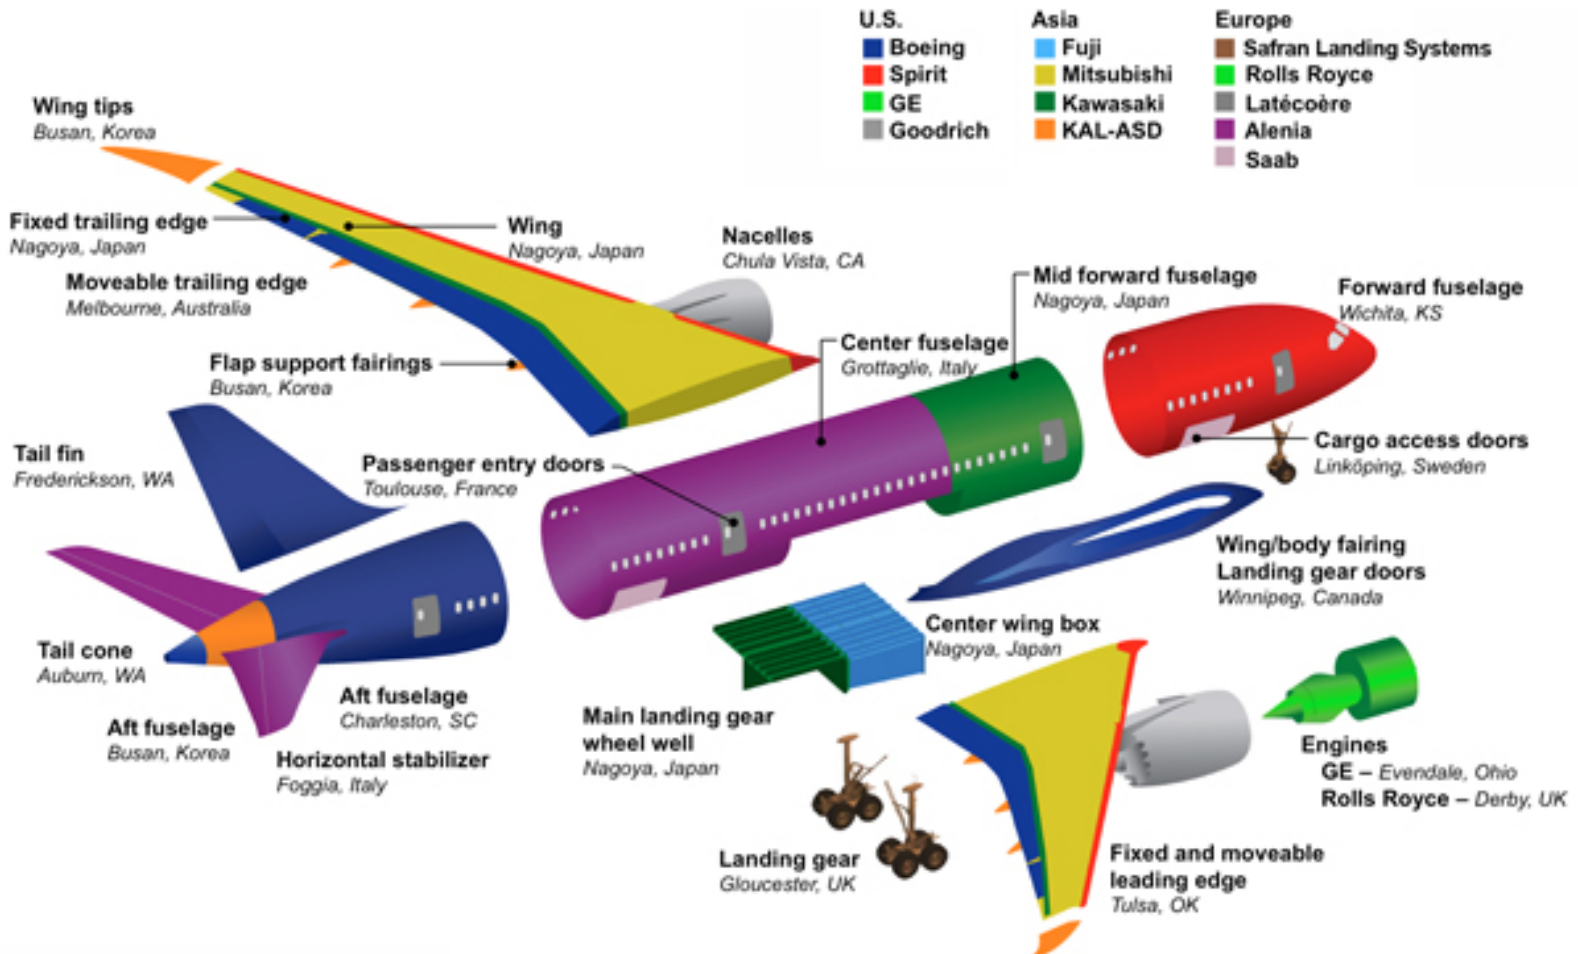 U.S.
Boeing
Spirit
GE
Goodrich
Asia
Fuji
Mitsubishi
Kawasaki
KAL-ASD
Europe
Safran Landing Systems
Rolls Royce
Latécoère
Alenia
Saab
Wing tips
Busan, Korea
Fixed trailing edge
Nagoya, Japan
Wing
Nagoya, Japan
Nacelles
Chula Vista, CA
Moveable trailing edge
Melbourne, Australia
Mid forward fuselage
Nagoya, Japan
Forward fuselage
Wichita, KS
Flap support fairings
Busan, Korea
Center fuselage
Grottaglie, Italy
Tail fin
Frederickson, WA
Passenger entry doors
Toulouse, France
Cargo access doors
Linköping, Sweden
Wing/body fairing
Landing gear doors
Winnipeg, Canada
Center wing box
Nagoya, Japan
Tail cone
Auburn, WA
Aft fuselage
Charleston, SC
Aft fuselage
Busan, Korea
Horizontal stabilizer
Foggia, Italy
Main landing gear
wheel well
Nagoya, Japan
Engines
GE – Evendale, Ohio
Rolls Royce – Derby, UK
Landing gear
Gloucester, UK
Fixed and moveable
leading edge
Tulsa, OK